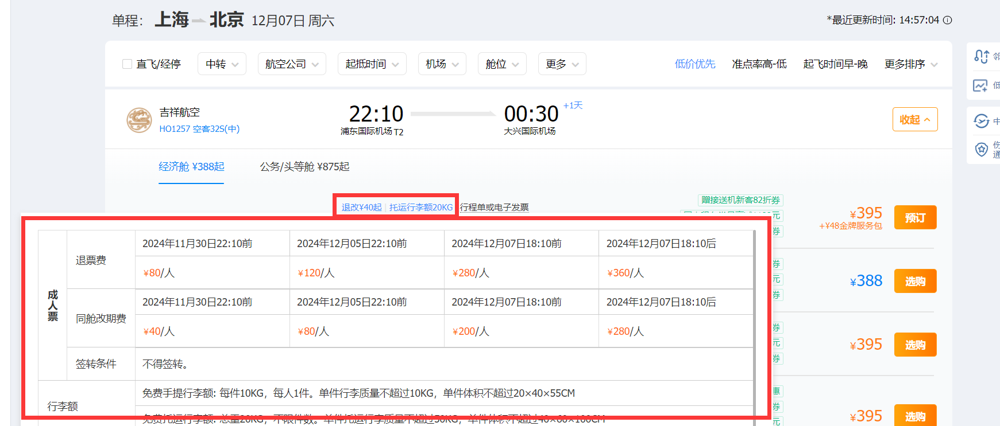 单程： 上海 北京 12月07日 周六
*最近更新时间: 14:57:04
直飞/经停 中转 航空公司 起抵时间 机场 舱位 更多 低价优先 准点率高-低 起飞时间早-晚 更多排序
邻
低
中
伤
通
吉祥航空
HO1257 空客32S(中)
22:10
浦东国际机场 T2
00:30 +1天
大兴国际机场
收起
经济舱 ¥388起 公务/头等舱 ¥875起
退改¥40起 托运行李额20KG 行程单或电子发票
赠接送机新客82折券
元
券
¥395
+¥48金牌服务包
预订
成人票
退票费
2024年11月30日22:10前 2024年12月05日22:10前 2024年12月07日18:10前 2024年12月07日18:10后
¥80/人 ¥120/人 ¥280/人 ¥360/人
同舱改期费
2024年11月30日22:10前 2024年12月05日22:10前 2024年12月07日18:10前 2024年12月07日18:10后
¥40/人 ¥80/人 ¥200/人 ¥280/人
签转条件 不得签转。
行李额
免费手提行李额: 每件10KG，每人1件。单件行李质量不超过10KG，单件体积不超过20×40×55CM
免费托运行李额: 总重20KG，不限件数。单件托运行李质量不超过50KG，单件体积不超过40×60×100CM
券
元
券
¥388 选购
券
元
券
¥395 选购
惠
券
元
¥395 选购